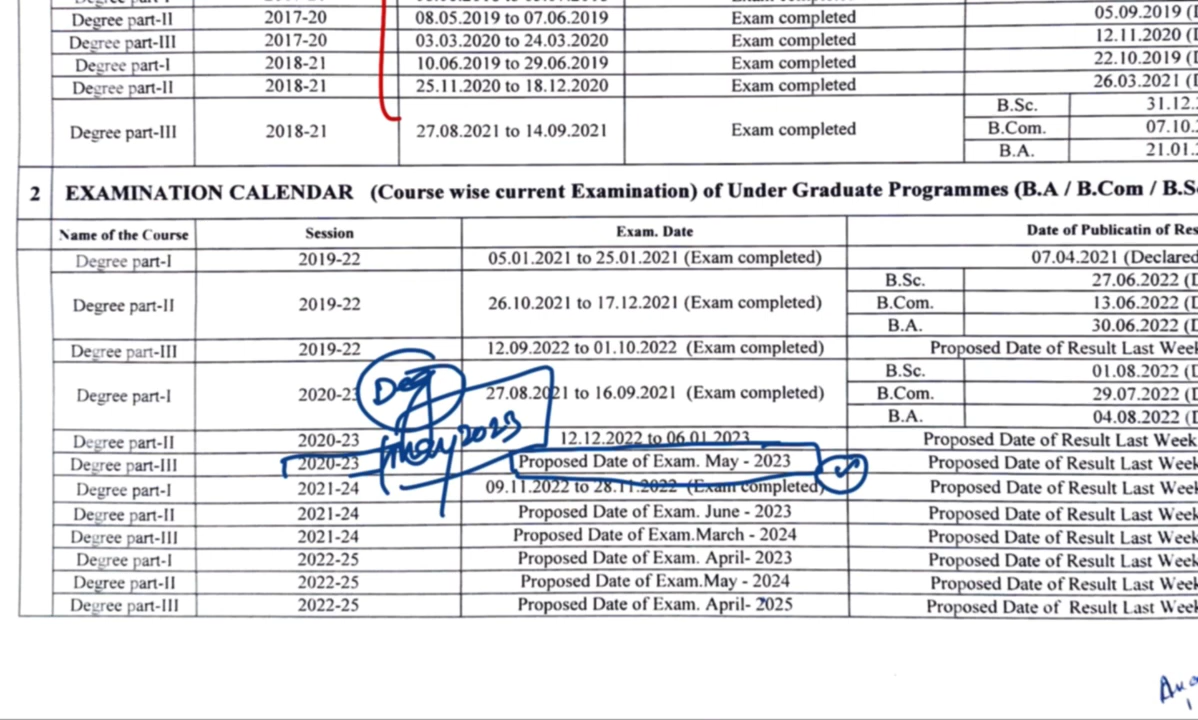 Degree part-II 2017-20 08.05.2019 to 07.06.2019 Exam completed 05.09.2019
Degree part-III 2017-20 03.03.2020 to 24.03.2020 Exam completed 12.11.2020
Degree part-I 2018-21 10.06.2019 to 29.06.2019 Exam completed 22.10.2019
Degree part-II 2018-21 25.11.2020 to 18.12.2020 Exam completed 26.03.2021
B.Sc. 31.12.
Degree part-III 2018-21 27.08.2021 to 14.09.2021 Exam completed B.Com. 07.10.
B.A. 21.01.
2 EXAMINATION CALENDAR (Course wise current Examination) of Under Graduate Programmes (B.A / B.Com / B.S
Name of the Course Session Exam. Date Date of Publicatin of Res
Degree part-I 2019-22 05.01.2021 to 25.01.2021 (Exam completed) 07.04.2021 (Declared
B.Sc. 27.06.2022 (D
Degree part-II 2019-22 26.10.2021 to 17.12.2021 (Exam completed) B.Com. 13.06.2022 (D
B.A. 30.06.2022 (D
Degree part-III 2019-22 12.09.2022 to 01.10.2022 (Exam completed) Proposed Date of Result Last Week
B.Sc. 01.08.2022 (D
Degree part-I 2020-23 27.08.2021 to 16.09.2021 (Exam completed) B.Com. 29.07.2022 (D
B.A. 04.08.2022 (D
May 2023
Degree part-II 2020-23 12.12.2022 to 06.01.2023 Proposed Date of Result Last Week
Degree part-III 2020-23 Proposed Date of Exam. May - 2023 Proposed Date of Result Last Week
Degree part-I 2021-24 09.11.2022 to 28.11.2022 (Exam completed) Proposed Date of Result Last Week
Degree part-II 2021-24 Proposed Date of Exam. June - 2023 Proposed Date of Result Last Week
Degree part-III 2021-24 Proposed Date of Exam.March - 2024 Proposed Date of Result Last Week
Degree part-I 2022-25 Proposed Date of Exam. April- 2023 Proposed Date of Result Last Week
Degree part-II 2022-25 Proposed Date of Exam.May - 2024 Proposed Date of Result Last Week
Degree part-III 2022-25 Proposed Date of Exam. April- 2025 Proposed Date of Result Last Week